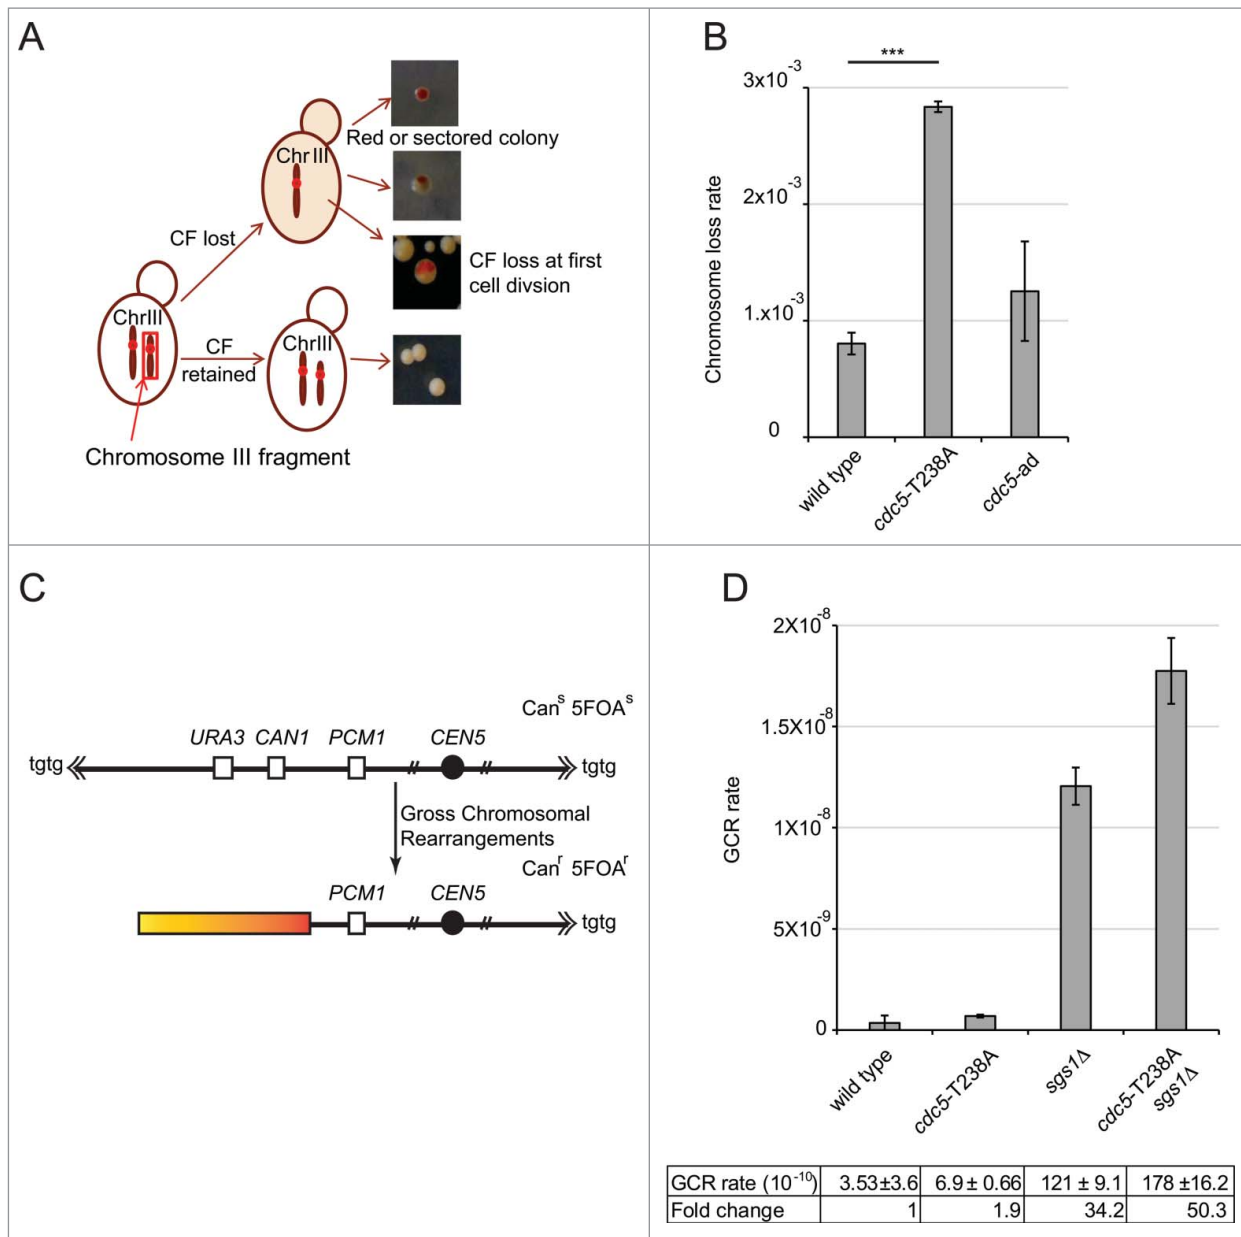 A
Chr III
Red or sectored colony
CF lost
CF loss at first
cell divsion
ChrIII
CF
retained
ChrIII
Chromosome III fragment
B
***
3x10-3
2x10-3
1.x10-3
0
Chromosome loss rate
wild type
cdc5-T238A
cdc5-ad
C
Cans 5FOAs
URA3 CAN1 PCM1 CEN5
tgtg tgtg
Gross Chromosomal
Rearrangements
Canr 5FOAr
PCM1 CEN5
tgtg
D
2X10-8
1.5X10-8
1X10-8
5X10-9
0
GCR rate
wild type
cdc5-T238A
sgs1Δ
cdc5-T238A
sgs1Δ
GCR rate (10-10) 3.53±3.6 6.9 ± 0.66 121 ± 9.1 178 ±16.2
Fold change 1 1.9 34.2 50.3